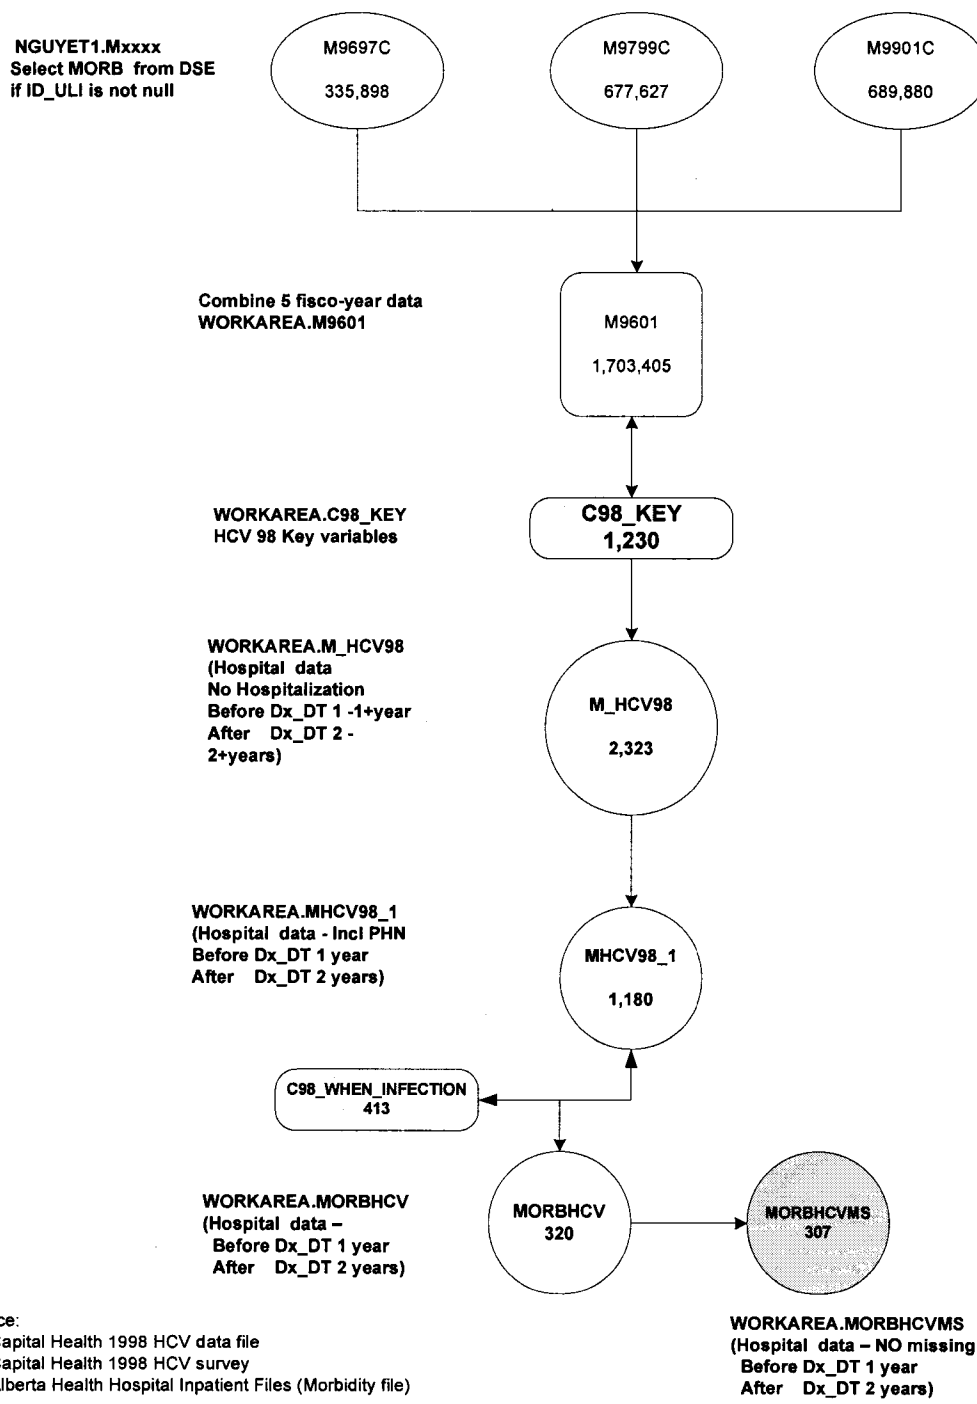 NGUYET1.Mxxxx
Select MORB from DSE
if ID_ULI is not null
M9697C
335,898
M9799C
677,627
M9901C
689,880
Combine 5 fisco-year data
WORKAREA.M9601
M9601
1,703,405
WORKAREA.C98_KEY
HCV 98 Key variables
C98_KEY
1,230
WORKAREA.M_HCV98
(Hospital data
No Hospitalization
Before Dx_DT 1 -1+year
After Dx_DT 2 -
2+years)
M_HCV98
2,323
WORKAREA.MHCV98_1
(Hospital data - Incl PHN
Before Dx_DT 1 year
After Dx_DT 2 years)
MHCV98_1
1,180
C98_WHEN_INFECTION
413
WORKAREA.MORBHCV
(Hospital data –
Before Dx_DT 1 year
After Dx_DT 2 years)
MORBHCV
320
MORBHCVMS
307
ce:
apital Health 1998 HCV data file
apital Health 1998 HCV survey
lberta Health Hospital Inpatient Files (Morbidity file)
WORKAREA.MORBHCVMS
(Hospital data – NO missing
Before Dx_DT 1 year
After Dx_DT 2 years)